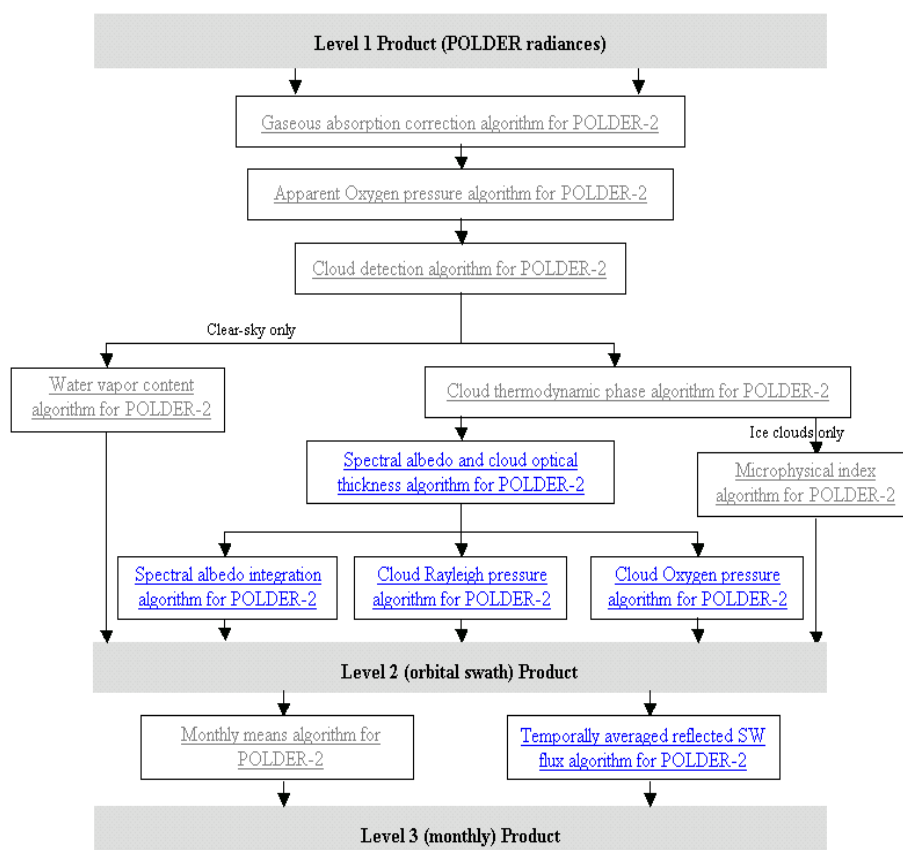 Level 1 Product (POLDER radiances)
Gaseous absorption correction algorithm for POLDER-2
Apparent Oxygen pressure algorithm for POLDER-2
Cloud detection algorithm for POLDER-2
Clear-sky only
Water vapor content
algorithm for POLDER-2
Cloud thermodynamic phase algorithm for POLDER-2
Ice clouds only
Spectral albedo and cloud optical
thickness algorithm for POLDER-2
Microphysical index
algorithm for POLDER-2
Spectral albedo integration
algorithm for POLDER-2
Cloud Rayleigh pressure
algorithm for POLDER-2
Cloud Oxygen pressure
algorithm for POLDER-2
Level 2 (orbital swath) Product
Monthly means algorithm for
POLDER-2
Temporally averaged reflected SW
flux algorithm for POLDER-2
Level 3 (monthly) Product